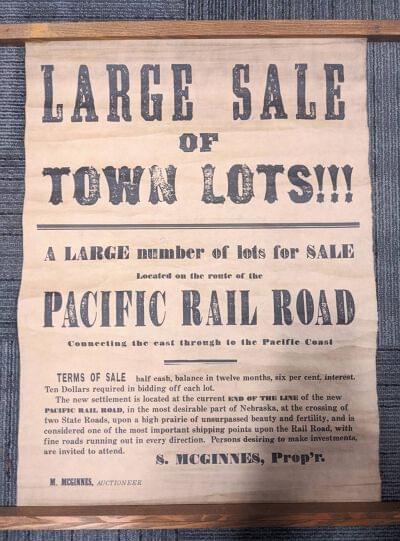 LARGE SALE
OF
TOWN LOTS!!!
A LARGE number of lots for SALE
Located on the route of the
PACIFIC RAIL ROAD
Connecting the east through to the Pacific Coast
TERMS OF SALE half cash, balance in twelve months, six per cent. interest.
Ten Dollars required in bidding off each lot.
The new settlement is located at the current END OF THE LINE of the new
PACIFIC RAIL ROAD, in the most desirable part of Nebraska, at the crossing of
two State Roads, upon a high prairie of unsurpassed beauty and fertility, and is
considered one of the most important shipping points upon the Rail Road, with
fine roads running out in every direction. Persons desiring to make investments,
are invited to attend.
S. MCGINNES, Prop'r.
M. MCGINNES, AUCTIONEER